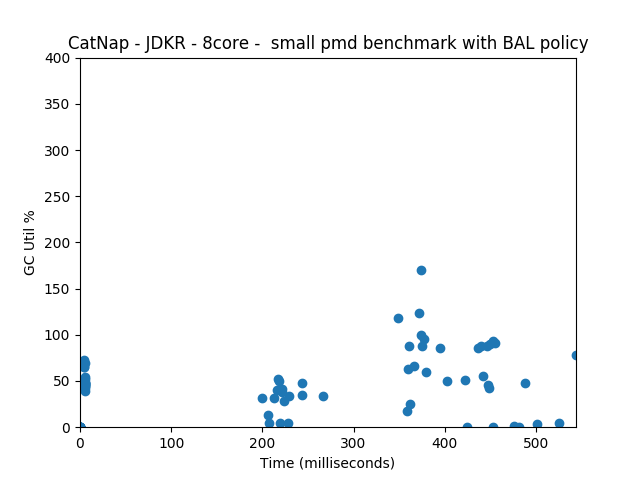 CatNap - JDKR - 8core -  small pmd benchmark with BAL policy
400
350
300
250
200
150
100
50
0
GC Util %
0 100 200 300 400 500
Time (milliseconds)